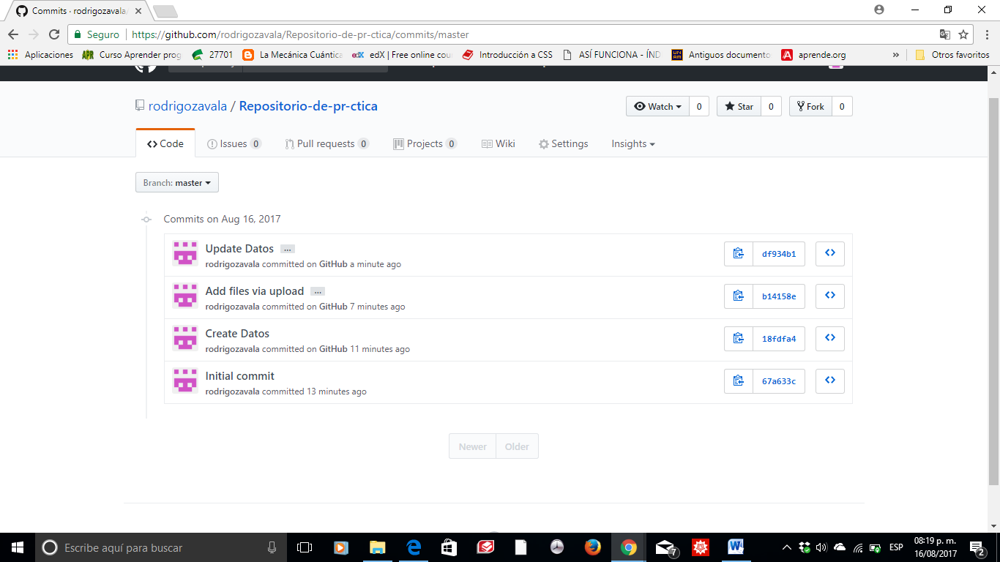 Commits · rodrigozavala/
Seguro
https://github.com/rodrigozavala/Repositorio-de-pr-ctica/commits/master
Aplicaciones
APR Curso Aprender prog
27701
La Mecánica Cuántica
edX edX | Free online cou
Introducción a CSS
ASÍ FUNCIONA - ÍND
UNAM Antiguos documento
aprende.org
»
Otros favoritos
rodrigozavala / Repositorio-de-pr-ctica
Watch 0
Star 0
Fork 0
Code
Issues 0
Pull requests 0
Projects 0
Wiki
Settings
Insights
Branch: master
Commits on Aug 16, 2017
Update Datos …
rodrigozavala committed on GitHub a minute ago
df934b1
Add files via upload …
rodrigozavala committed on GitHub 7 minutes ago
b14158e
Create Datos
rodrigozavala committed on GitHub 11 minutes ago
18fdfa4
Initial commit
rodrigozavala committed 13 minutes ago
67a633c
Newer Older
Escribe aquí para buscar
7
ESP
08:19 p. m.
16/08/2017
2